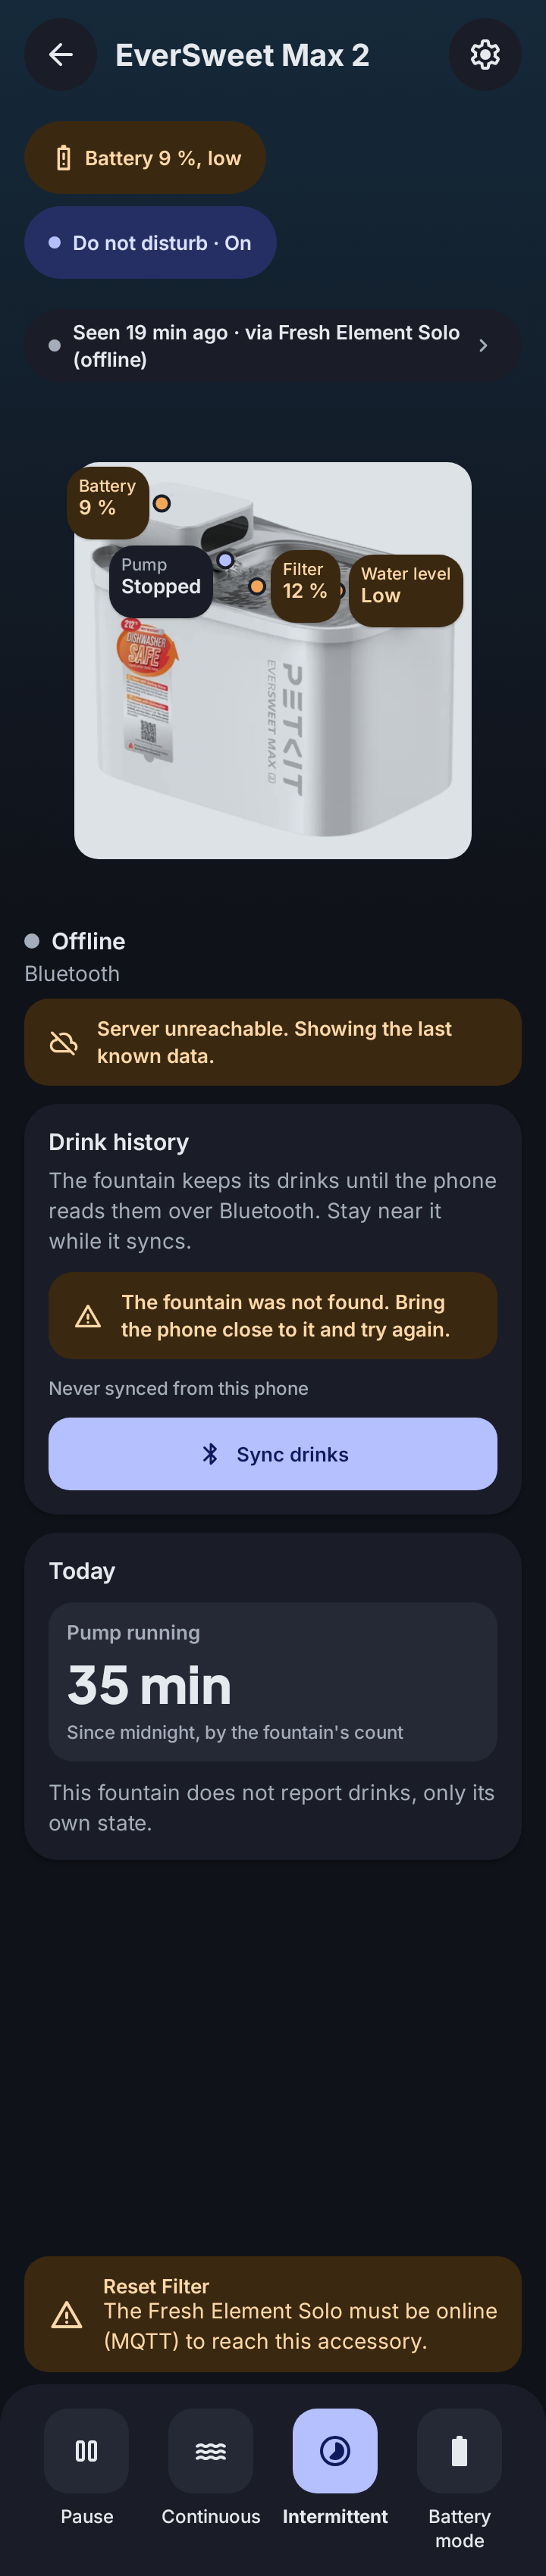 EverSweet Max 2
Battery 9 %, low
Do not disturb · On
Seen 19 min ago · via Fresh Element Solo
(offline)
Battery
9 %
Pump
Stopped
Filter
12 %
Water level
Low
212°
DISHWASHER
SAFE
PETKIT
EVERSWEET MAX 2
Offline
Bluetooth
Server unreachable. Showing the last
known data.
Drink history
The fountain keeps its drinks until the phone
reads them over Bluetooth. Stay near it
while it syncs.
The fountain was not found. Bring
the phone close to it and try again.
Never synced from this phone
Sync drinks
Today
Pump running
35 min
Since midnight, by the fountain's count
This fountain does not report drinks, only its
own state.
Reset Filter
The Fresh Element Solo must be online
(MQTT) to reach this accessory.
Pause
Continuous
Intermittent
Battery
mode